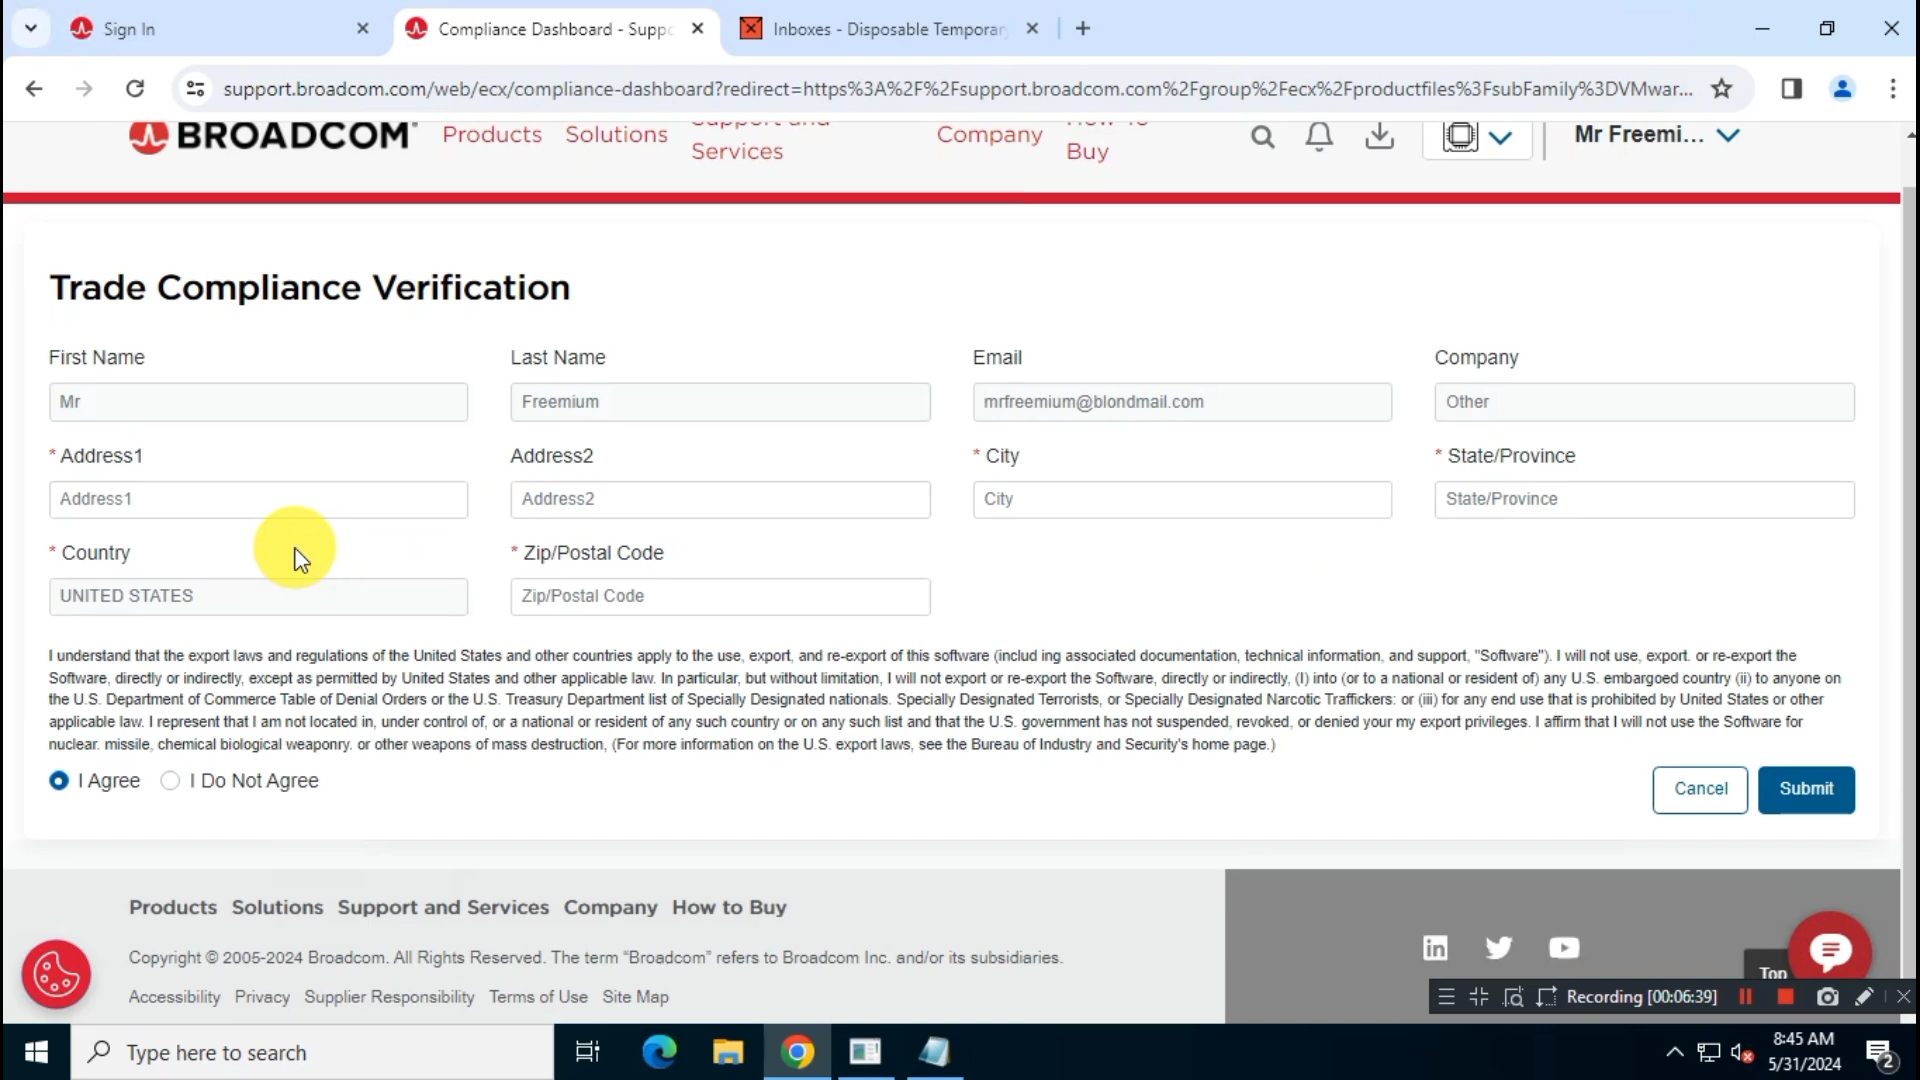 Sign In
Compliance Dashboard - Suppo
Inboxes - Disposable Temporar
support.broadcom.com/web/ecx/compliance-dashboard?redirect=https%3A%2F%2Fsupport.broadcom.com%2Fgroup%2Fecx%2Fproductfiles%3FsubFamily%3DVMwar...
BROADCOM
Products
Solutions
Support and
Services
Company
How To
Buy
Mr Freemi...
Trade Compliance Verification
First Name
Last Name
Email
Company
Mr
Freemium
mrfreemium@blondmail.com
Other
* Address1
Address2
* City
* State/Province
Address1
Address2
City
State/Province
* Country
* Zip/Postal Code
UNITED STATES
Zip/Postal Code
I understand that the export laws and regulations of the United States and other countries apply to the use, export, and re-export of this software (includ ing associated documentation, technical information, and support, "Software"). I will not use, export. or re-export the
Software, directly or indirectly, except as permitted by United States and other applicable law. In particular, but without limitation, I will not export or re-export the Software, directly or indirectly, (I) into (or to a national or resident of) any U.S. embargoed country (ii) to anyone on
the U.S. Department of Commerce Table of Denial Orders or the U.S. Treasury Department list of Specially Designated nationals. Specially Designated Terrorists, or Specially Designated Narcotic Traffickers: or (iii) for any end use that is prohibited by United States or other
applicable law. I represent that I am not located in, under control of, or a national or resident of any such country or on any such list and that the U.S. government has not suspended, revoked, or denied your my export privileges. I affirm that I will not use the Software for
nuclear. missile, chemical biological weaponry. or other weapons of mass destruction, (For more information on the U.S. export laws, see the Bureau of Industry and Security's home page.)
I Agree
I Do Not Agree
Cancel
Submit
Products
Solutions
Support and Services
Company
How to Buy
Copyright © 2005-2024 Broadcom. All Rights Reserved. The term “Broadcom” refers to Broadcom Inc. and/or its subsidiaries.
Accessibility
Privacy
Supplier Responsibility
Terms of Use
Site Map
in
Top
Recording [00:06:39]
Type here to search
8:45 AM
5/31/2024
2